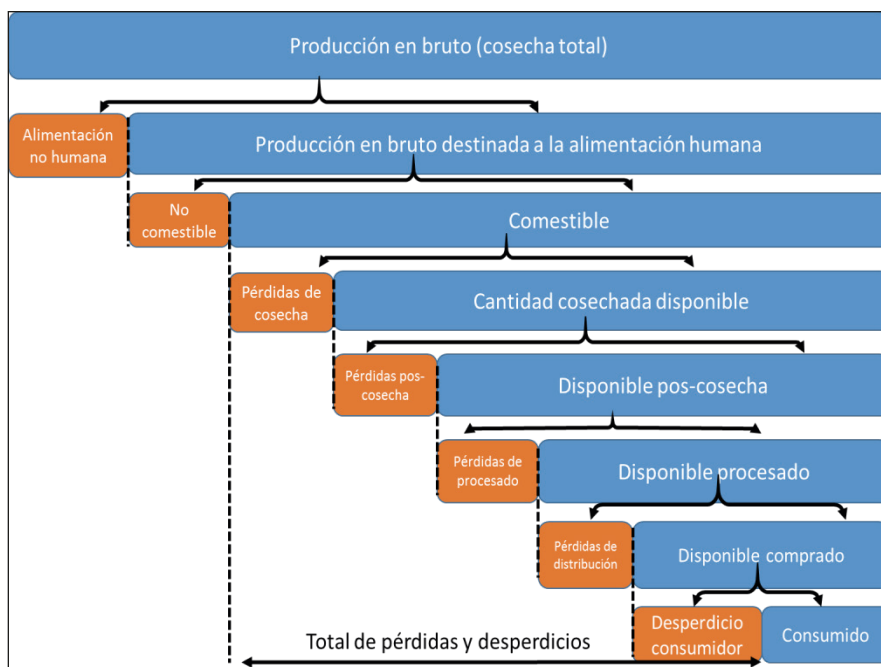 Producción en bruto (cosecha total)
Alimentación
no humana
Producción en bruto destinada a la alimentación humana
No
comestible
Comestible
Pérdidas de
cosecha
Cantidad cosechada disponible
Pérdidas pos-
cosecha
Disponible pos-cosecha
Pérdidas de
procesado
Disponible procesado
Pérdidas de
distribución
Disponible comprado
Desperdicio
consumidor
Consumido
Total de pérdidas y desperdicios